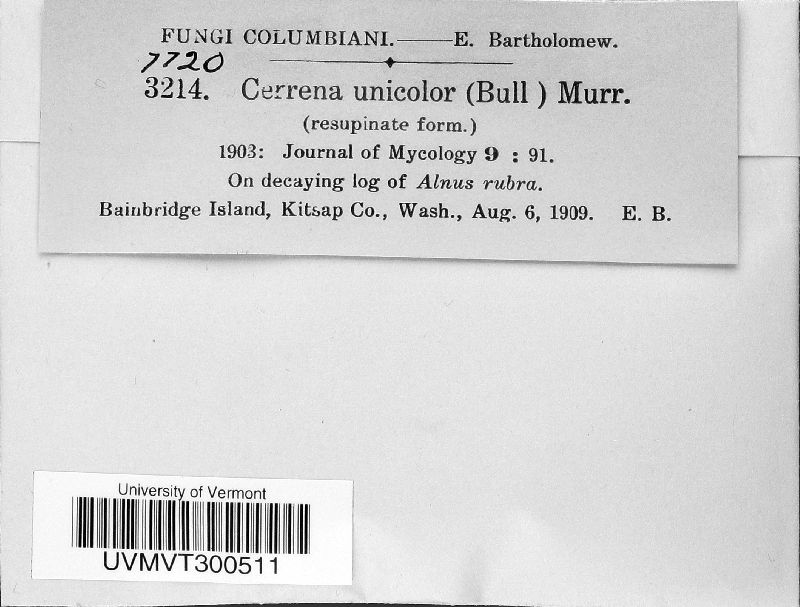 FUNGI COLUMBIANI.——E. Bartholomew.
7720
3214. Cerrena unicolor (Bull ) Murr.
(resupinate form.)
1903: Journal of Mycology 9 : 91.
On decaying log of Alnus rubra.
Bainbridge Island, Kitsap Co., Wash., Aug. 6, 1909. E. B.
University of Vermont
UVMVT300511